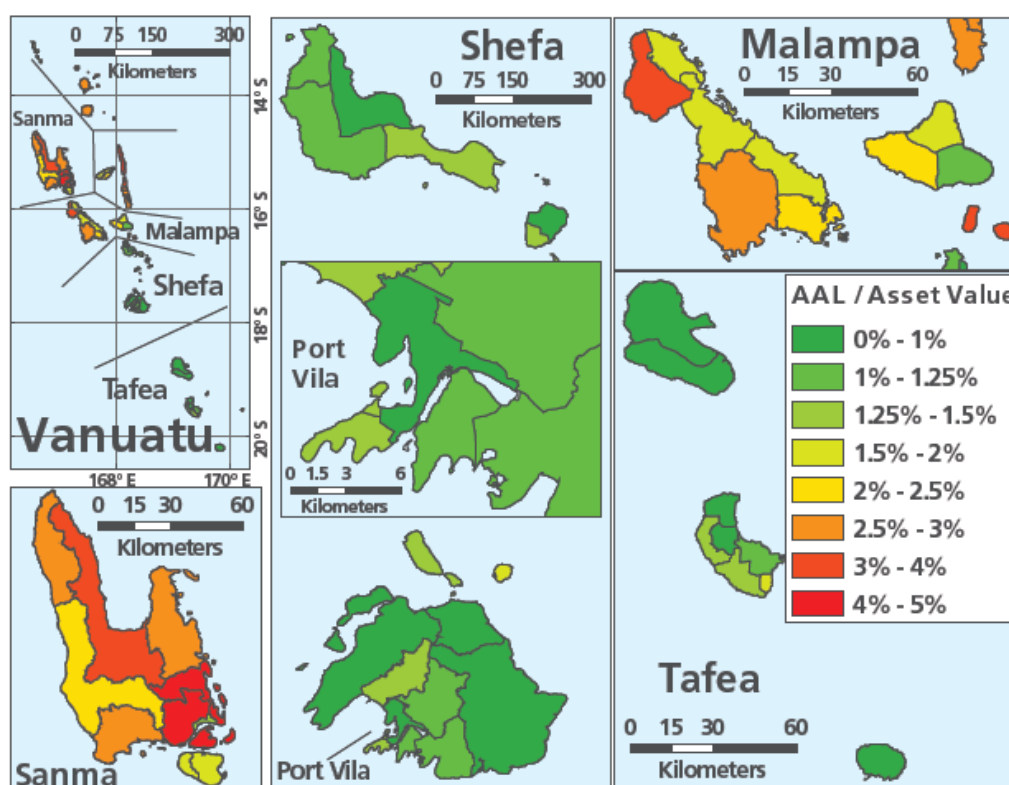 0 75 150 300
Kilometers
14°S
Sanma
16°S
Malampa
Shefa
18°S
Tafea
Vanuatu
20°S
168°E 170°E
0 15 30 60
Kilometers
Sanma
Shefa
0 75 150 300
Kilometers
Port
Vila
0 1.5 3 6
Kilometers
Port Vila
Malampa
0 15 30 60
Kilometers
AAL / Asset Value
0% - 1%
1% - 1.25%
1.25% - 1.5%
1.5% - 2%
2% - 2.5%
2.5% - 3%
3% - 4%
4% - 5%
Tafea
0 15 30 60
Kilometers